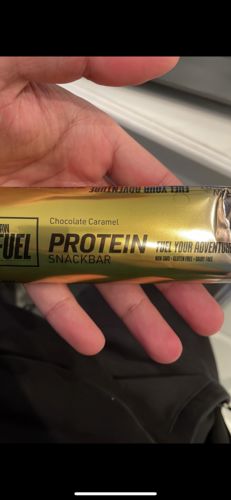 FUEL YOUR ADVENTURE
Chocolate Caramel
FUEL
PROTEIN
SNACKBAR
FUEL YOUR ADVENTURE
NON GMO • GLUTEN FREE • DAIRY FREE